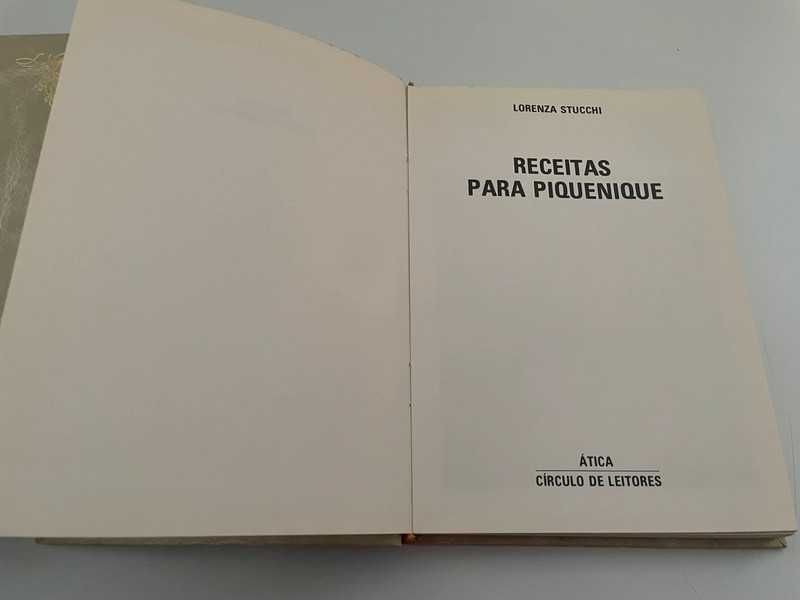 LORENZA STUCCHI
RECEITAS
PARA PIQUENIQUE
ÁTICA
CÍRCULO DE LEITORES